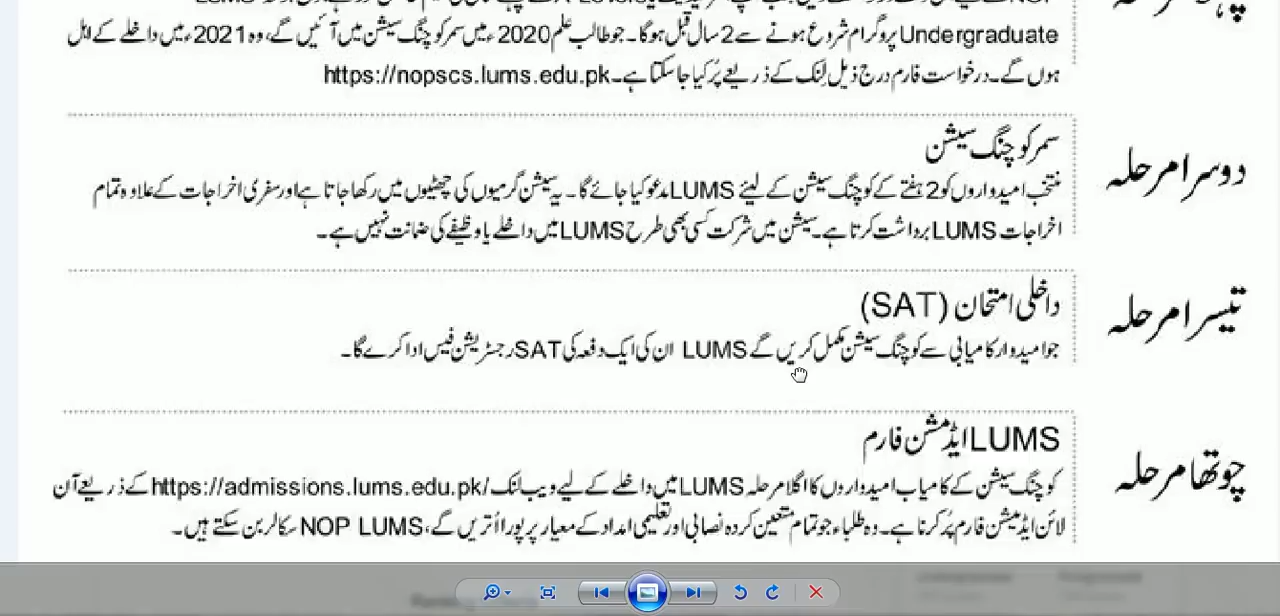 Undergraduate پروگرام شروع ہونے سے 2 سال قبل ہوگا۔ جو طالب علم 2020ء میں سمر کوچنگ سیشن میں آئیں گے، وہ 2021ء میں داخلے کے اہل
ہوں گے۔ درخواست فارم درج ذیل لنک کے ذریعے پُر کیا جا سکتا ہے۔ https://nopscs.lums.edu.pk
دوسرا مرحلہ
سمر کوچنگ سیشن
منتخب امیدواروں کو 2 ہفتے کے کوچنگ سیشن کے لیئے LUMS مدعو کیا جائے گا۔ یہ سیشن گرمیوں کی چھٹیوں میں رکھا جاتا ہے اور سفری اخراجات کے علاوہ تمام
اخراجات LUMS برداشت کرتا ہے۔ سیشن میں شرکت کسی بھی طرح LUMS میں داخلے یا وظیفے کی ضمانت نہیں ہے۔
تیسرا مرحلہ
داخلی امتحان (SAT)
جو امیدوار کامیابی سے کوچنگ سیشن مکمل کریں گے LUMS ان کی ایک دفعہ کی SAT رجسٹریشن فیس ادا کرے گا۔
چوتھا مرحلہ
LUMS ایڈمشن فارم
کوچنگ سیشن کے کامیاب امیدواروں کا اگلا مرحلہ LUMS میں داخلے کے لیے ویب لنک https://admissions.lums.edu.pk/ کے ذریعے آن
لائن ایڈمیشن فارم پُر کرنا ہے۔ وہ طلباء جو تمام متعین کردہ نصابی اور تعلیمی امداد کے معیار پر پورا اُتریں گے، NOP LUMS سکالر بن سکتے ہیں۔